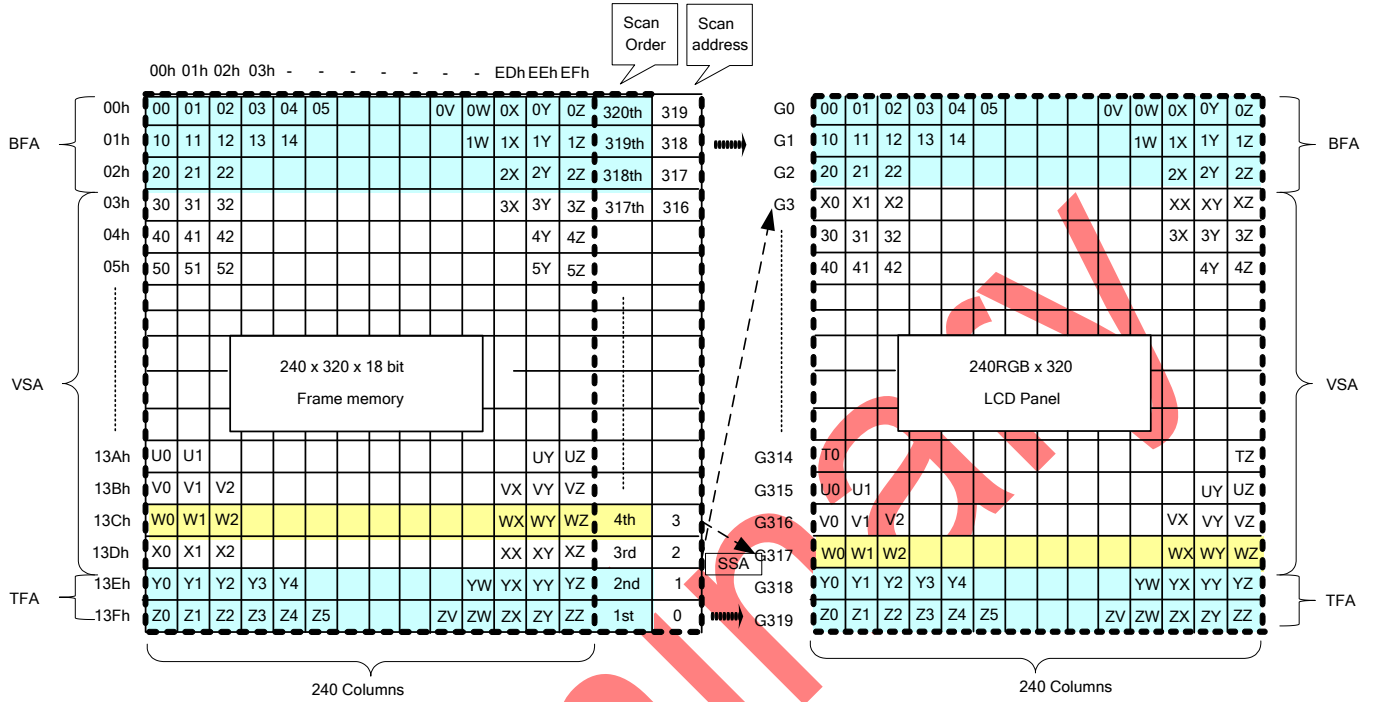 Scan Order
Scan address
00h 01h 02h 03h - - - - - - - EDh EEh EFh
00h 00 01 02 03 04 05 0V 0W 0X 0Y 0Z 320th 319 G0 00 01 02 03 04 05 0V 0W 0X 0Y 0Z
01h 10 11 12 13 14 1W 1X 1Y 1Z 319th 318 G1 10 11 12 13 14 1W 1X 1Y 1Z
BFA
BFA
02h 20 21 22 2X 2Y 2Z 318th 317 G2 20 21 22 2X 2Y 2Z
03h 30 31 32 3X 3Y 3Z 317th 316 G3 X0 X1 X2 XX XY XZ
04h 40 41 42 4Y 4Z 30 31 32 3X 3Y 3Z
05h 50 51 52 5Y 5Z 40 41 42 4Y 4Z
VSA
240 x 320 x 18 bit
Frame memory
240RGB x 320
LCD Panel
VSA
13Ah U0 U1 UY UZ G314 T0 TZ
13Bh V0 V1 V2 VX VY VZ G315 U0 U1 UY UZ
13Ch W0 W1 W2 WX WY WZ 4th 3 G316 V0 V1 V2 VX VY VZ
13Dh X0 X1 X2 XX XY XZ 3rd 2 SSA G317 W0 W1 W2 WX WY WZ
13Eh Y0 Y1 Y2 Y3 Y4 YW YX YY YZ 2nd 1 G318 Y0 Y1 Y2 Y3 Y4 YW YX YY YZ
TFA
TFA
13Fh Z0 Z1 Z2 Z3 Z4 Z5 ZV ZW ZX ZY ZZ 1st 0 G319 Z0 Z1 Z2 Z3 Z4 Z5 ZV ZW ZX ZY ZZ
240 Columns
240 Columns